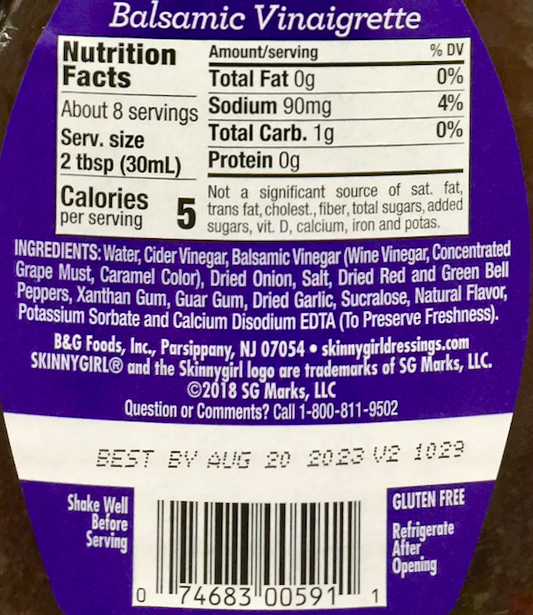 Balsamic Vinaigrette
Nutrition
Facts
About 8 servings
Serv. size
2 tbsp (30mL)
Calories
per serving
5
Amount/serving % DV
Total Fat 0g 0%
Sodium 90mg 4%
Total Carb. 1g 0%
Protein 0g
Not a significant source of sat. fat,
trans fat, cholest., fiber, total sugars, added
sugars, vit. D, calcium, iron and potas.
INGREDIENTS: Water, Cider Vinegar, Balsamic Vinegar (Wine Vinegar, Concentrated
Grape Must, Caramel Color), Dried Onion, Salt, Dried Red and Green Bell
Peppers, Xanthan Gum, Guar Gum, Dried Garlic, Sucralose, Natural Flavor,
Potassium Sorbate and Calcium Disodium EDTA (To Preserve Freshness).
B&G Foods, Inc., Parsippany, NJ 07054 • skinnygirldressings.com
SKINNYGIRL® and the Skinnygirl logo are trademarks of SG Marks, LLC.
©2018 SG Marks, LLC
Question or Comments? Call 1-800-811-9502
BEST BY AUG 20 2023 V2 1029
Shake Well
Before
Serving
GLUTEN FREE
Refrigerate
After
Opening
0 74683 00591 1